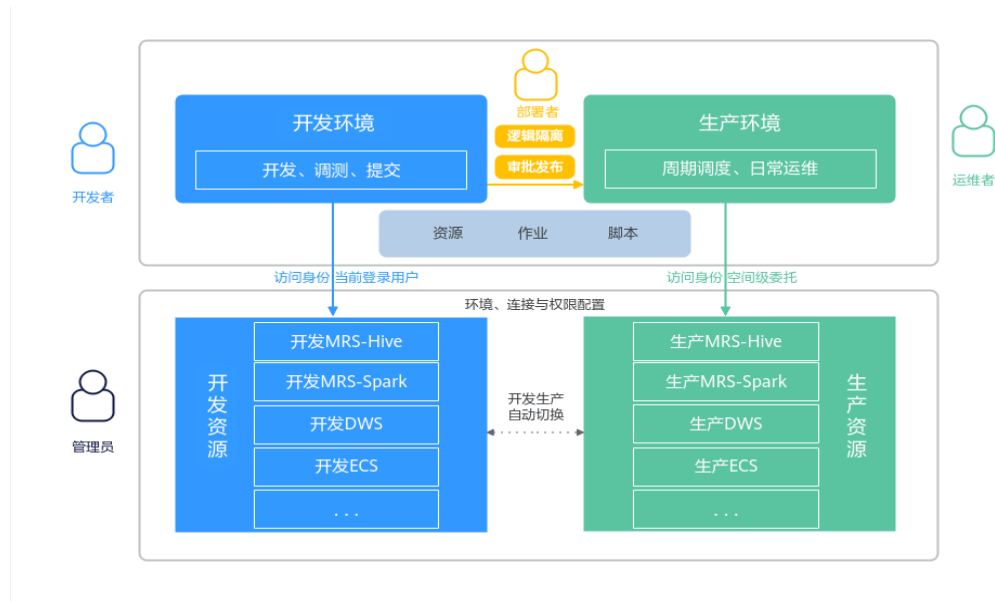 部署者
开发环境
逻辑隔离
生产环境
开发、调测、提交
审批发布
周期调度、日常运维
开发者
运维者
资源 作业 脚本
访问身份 当前登录用户
访问身份 空间级委托
环境、连接与权限配置
管理员
开发资源
开发MRS-Hive
开发MRS-Spark
开发DWS
开发ECS
...
开发生产
自动切换
生产MRS-Hive
生产MRS-Spark
生产DWS
生产ECS
...
生产资源